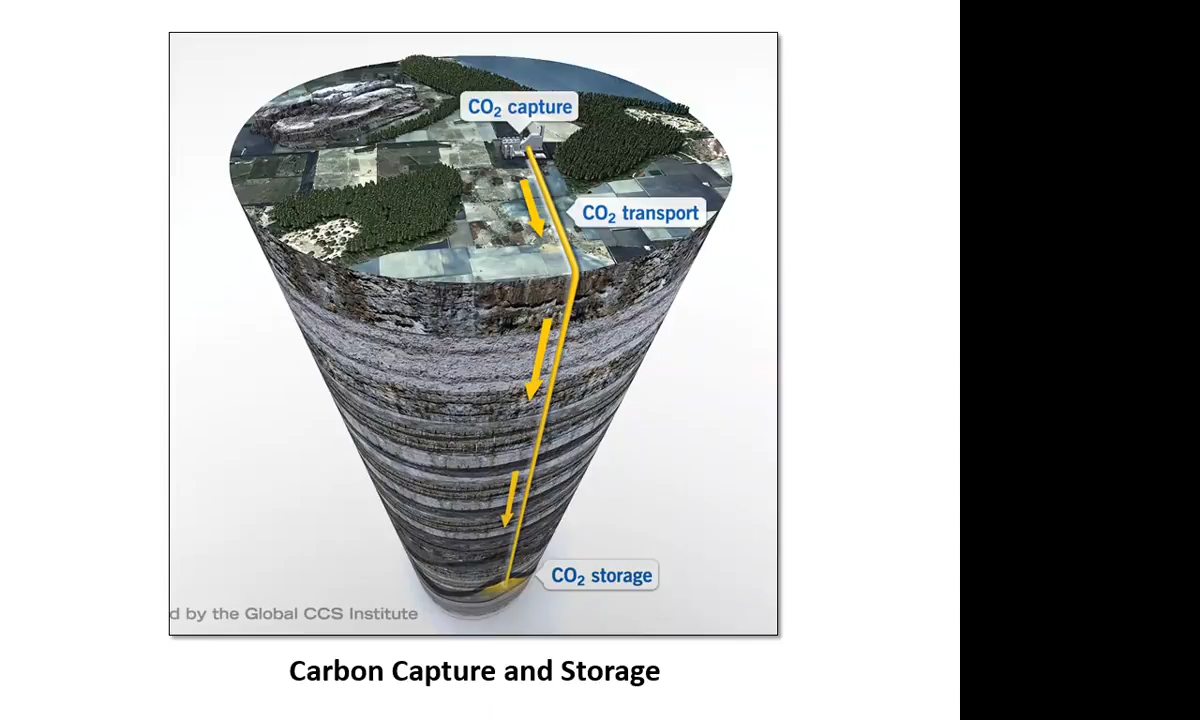 CO₂ capture
CO₂ transport
CO₂ storage
d by the Global CCS Institute
Carbon Capture and Storage